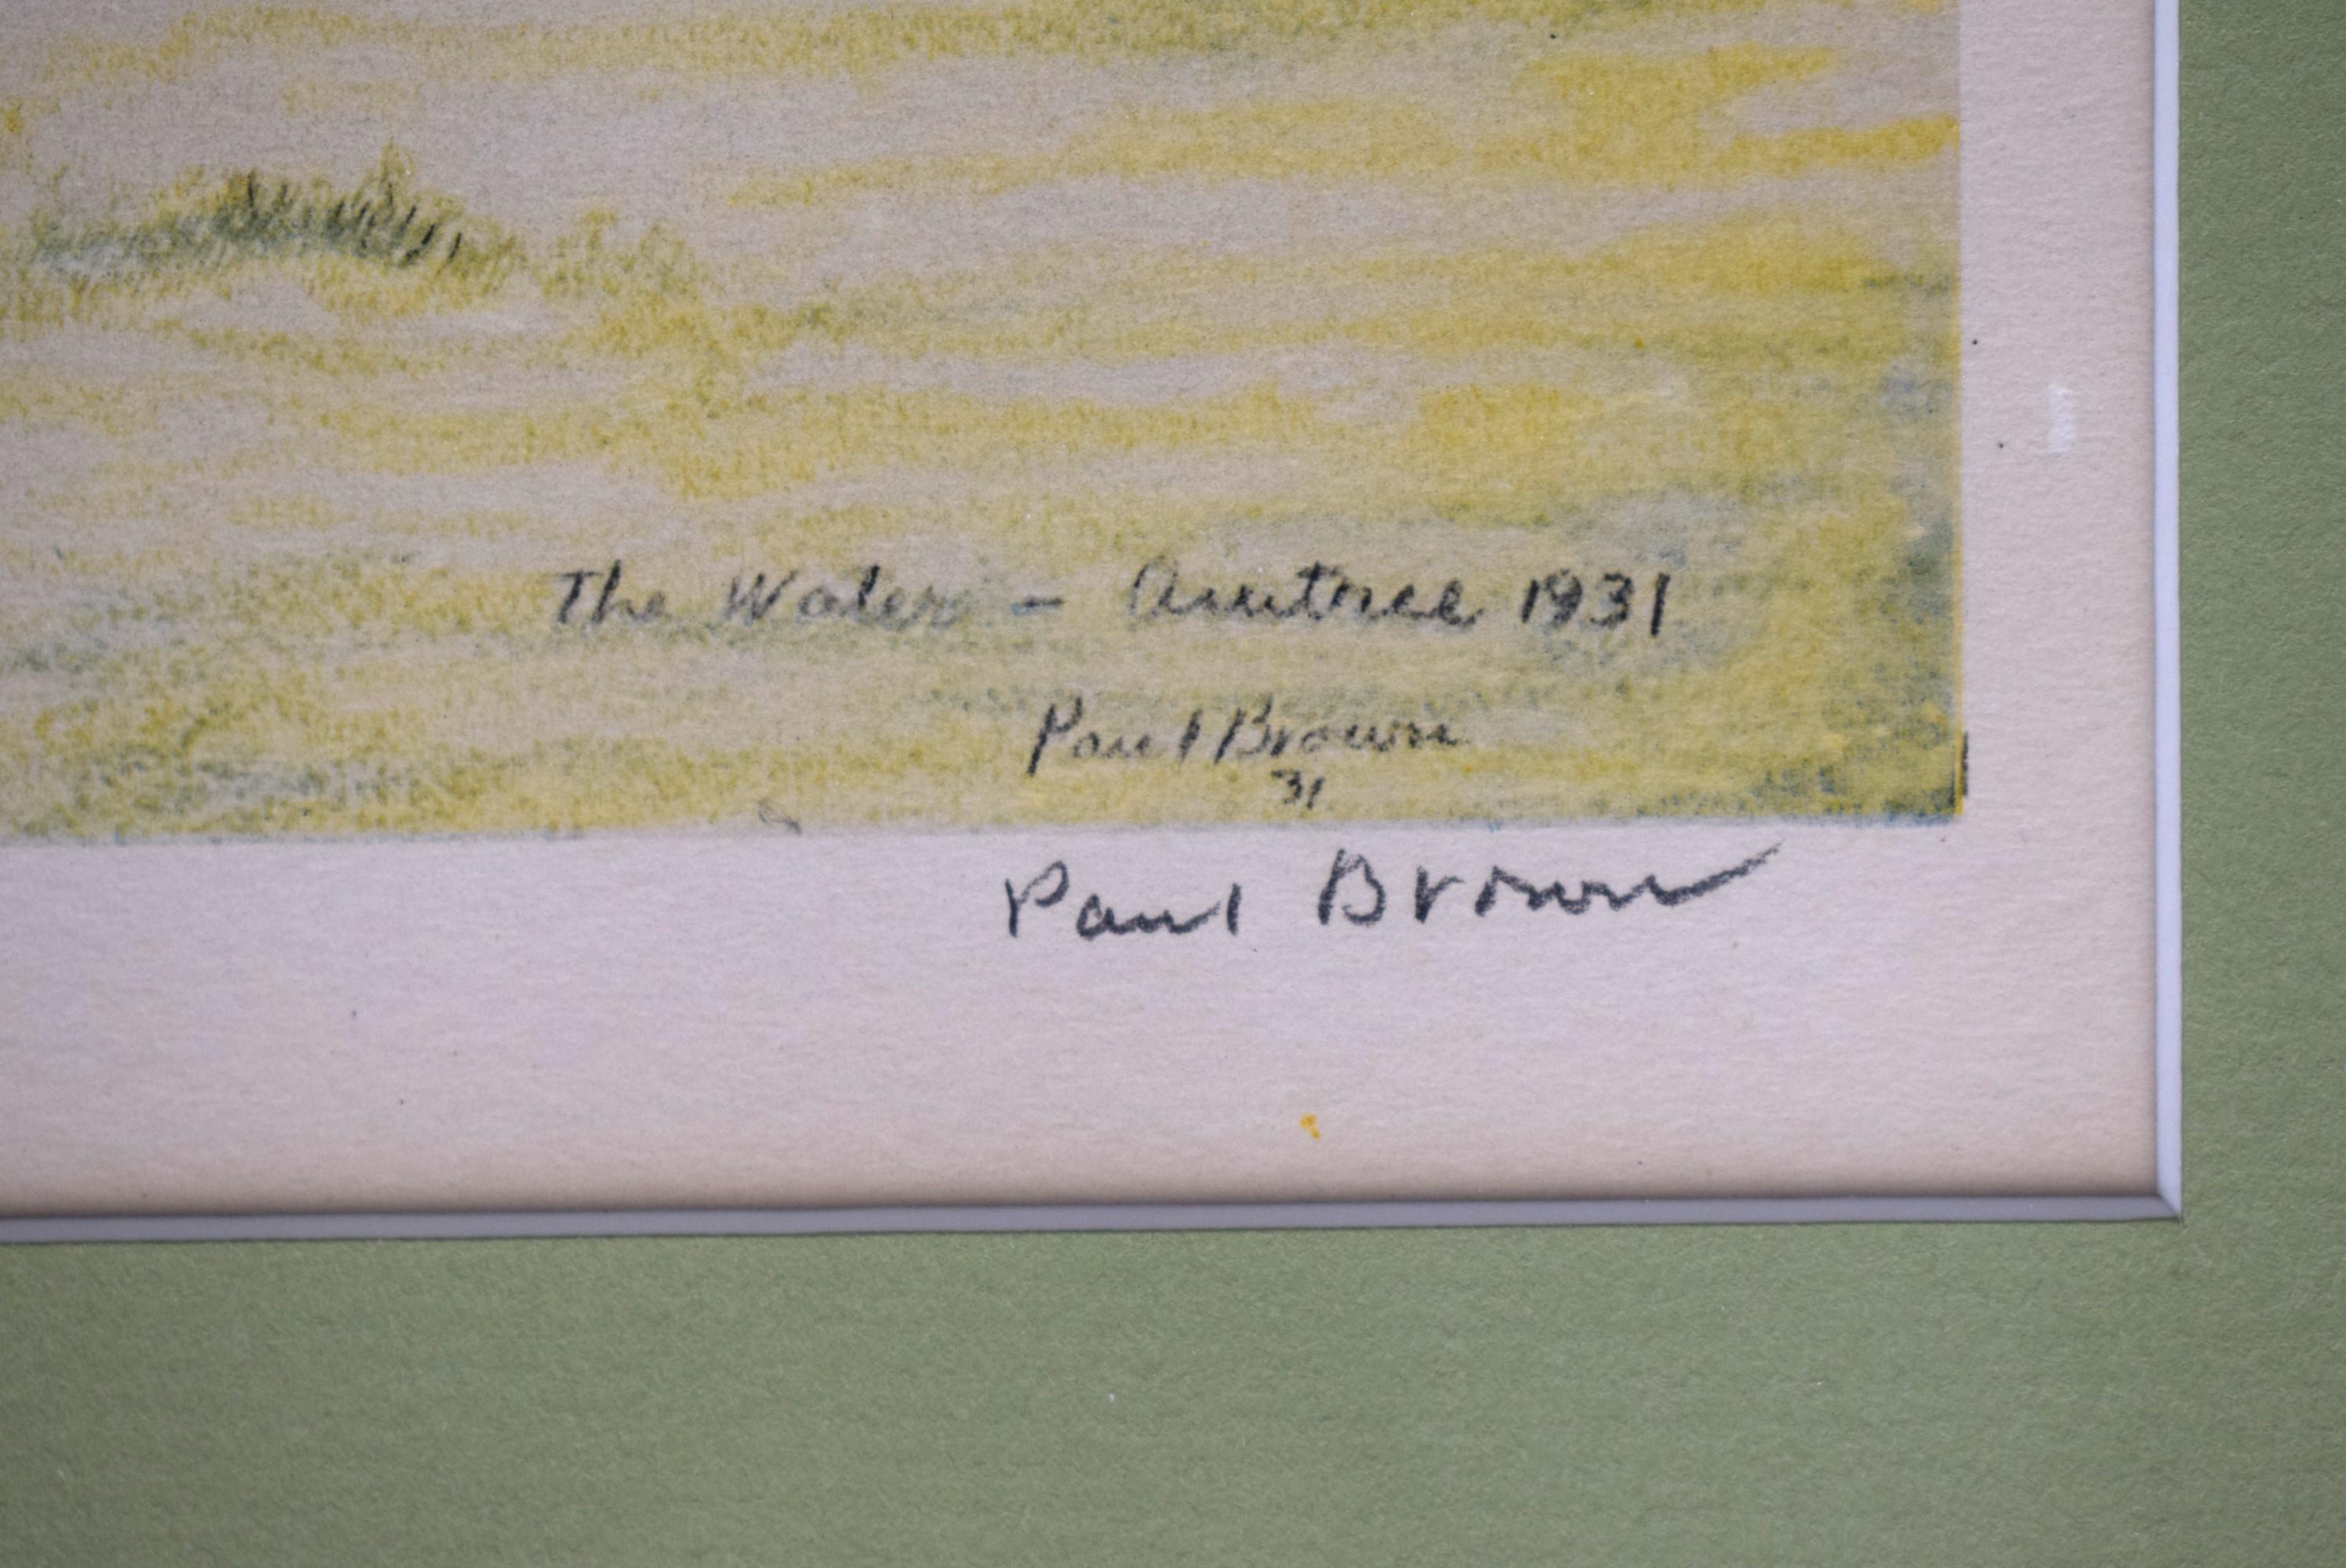 The Water - Aintree 1931
Paul Brown
31
Paul Brown